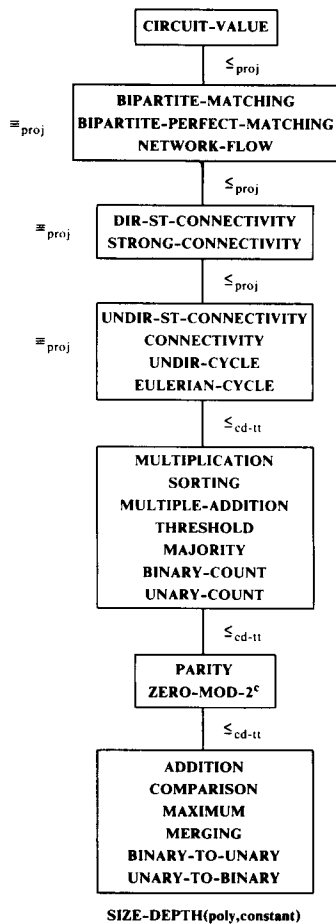 CIRCUIT-VALUE
≤proj
≡proj
BIPARTITE-MATCHING
BIPARTITE-PERFECT-MATCHING
NETWORK-FLOW
≤proj
≡proj
DIR-ST-CONNECTIVITY
STRONG-CONNECTIVITY
≤proj
≡proj
UNDIR-ST-CONNECTIVITY
CONNECTIVITY
UNDIR-CYCLE
EULERIAN-CYCLE
≤cd-tt
MULTIPLICATION
SORTING
MULTIPLE-ADDITION
THRESHOLD
MAJORITY
BINARY-COUNT
UNARY-COUNT
≤cd-tt
PARITY
ZERO-MOD-2ᶜ
≤cd-tt
ADDITION
COMPARISON
MAXIMUM
MERGING
BINARY-TO-UNARY
UNARY-TO-BINARY
SIZE-DEPTH(poly,constant)